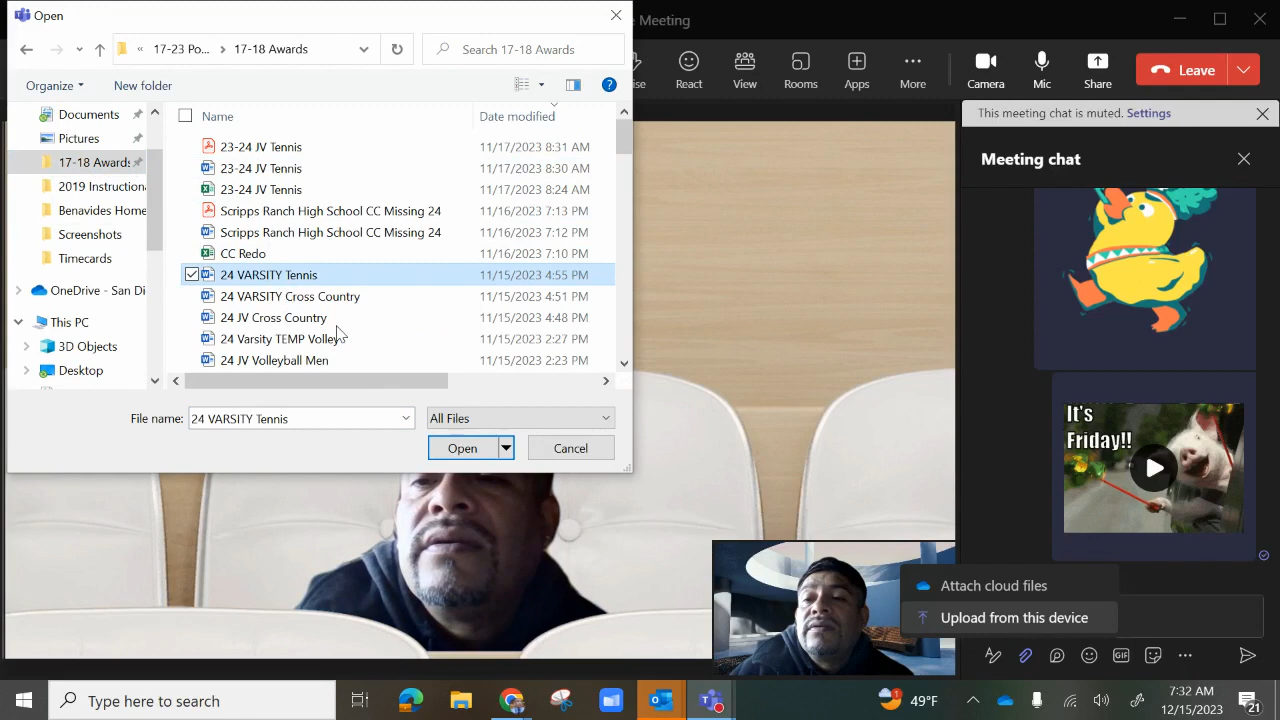 Open
e Meeting
« 17-23 Po... > 17-18 Awards
Search 17-18 Awards
Organize
New folder
ise
React
View
Rooms
Apps
More
Camera
Mic
Share
Leave
This meeting chat is muted. Settings
Meeting chat
Documents
Pictures
17-18 Awards
2019 Instruction
Benavides Home
Screenshots
Timecards
OneDrive - San Di
This PC
3D Objects
Desktop
Name
Date modified
23-24 JV Tennis 11/17/2023 8:31 AM
23-24 JV Tennis 11/17/2023 8:30 AM
23-24 JV Tennis 11/17/2023 8:24 AM
Scripps Ranch High School CC Missing 24 11/16/2023 7:13 PM
Scripps Ranch High School CC Missing 24 11/16/2023 7:12 PM
CC Redo 11/16/2023 7:10 PM
24 VARSITY Tennis 11/15/2023 4:55 PM
24 VARSITY Cross Country 11/15/2023 4:51 PM
24 JV Cross Country 11/15/2023 4:48 PM
24 Varsity TEMP Volley 11/15/2023 2:27 PM
24 JV Volleyball Men 11/15/2023 2:23 PM
File name: 24 VARSITY Tennis
All Files
Open
Cancel
It's
Friday!!
Attach cloud files
Upload from this device
GIF
Type here to search
49°F
7:32 AM
12/15/2023
21
1